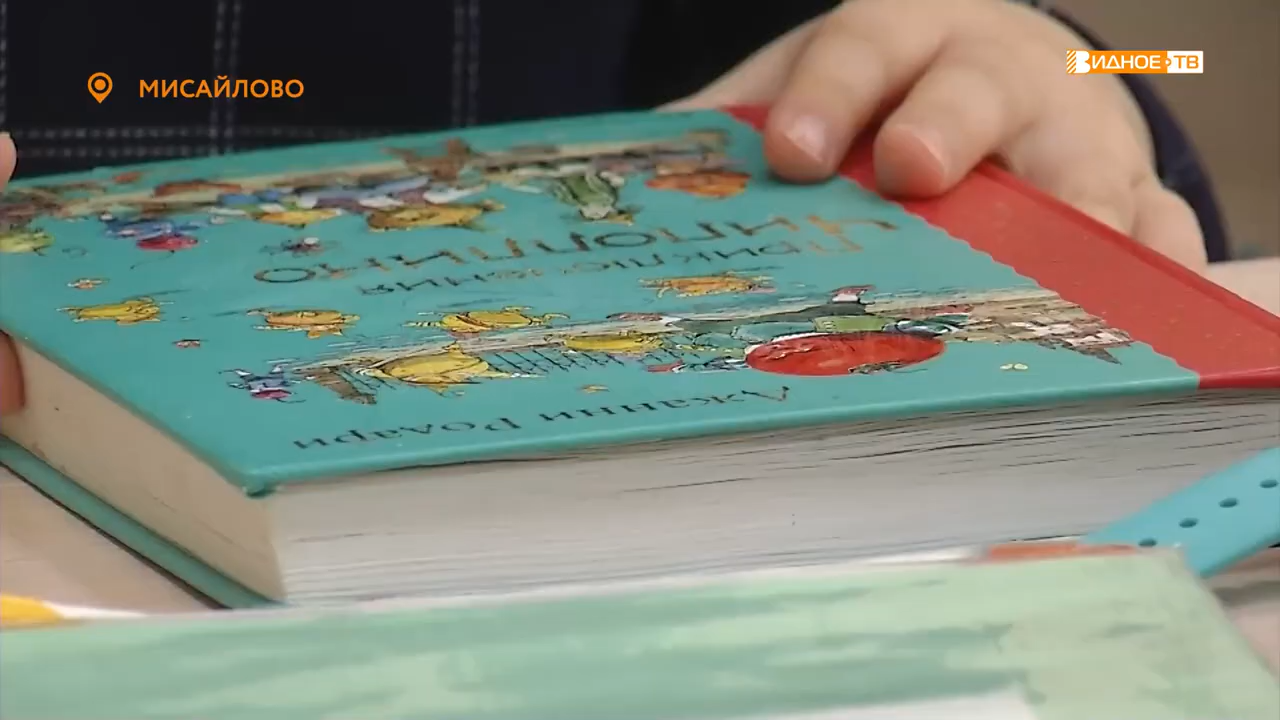 МИСАЙЛОВО
ВИДНОЕ ТВ
Джанни Родари
Приключения
Чиполлино